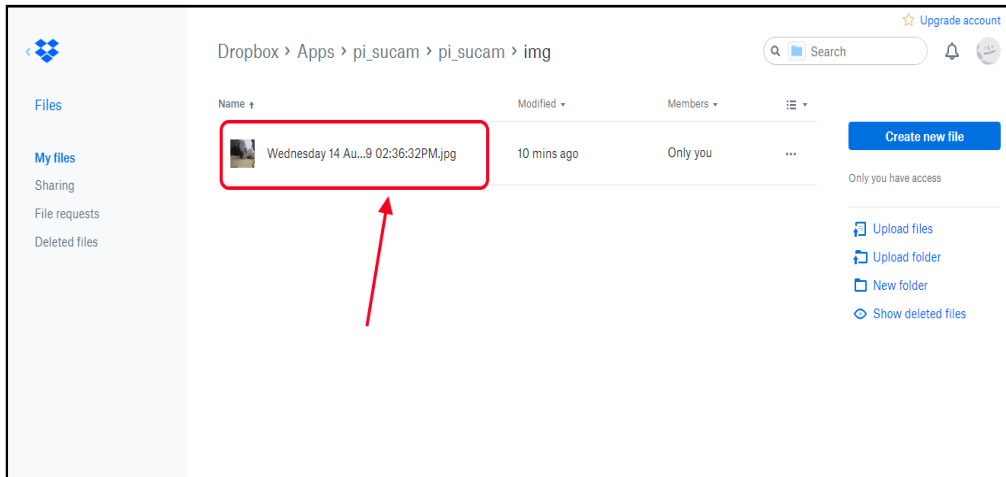 Upgrade account
Dropbox > Apps > pi_sucam > pi_sucam > img
Search
Files
My files
Sharing
File requests
Deleted files
Name ↑ Modified ▾ Members ▾
Wednesday 14 Au...9 02:36:32PM.jpg 10 mins ago Only you ...
Create new file
Only you have access
Upload files
Upload folder
New folder
Show deleted files